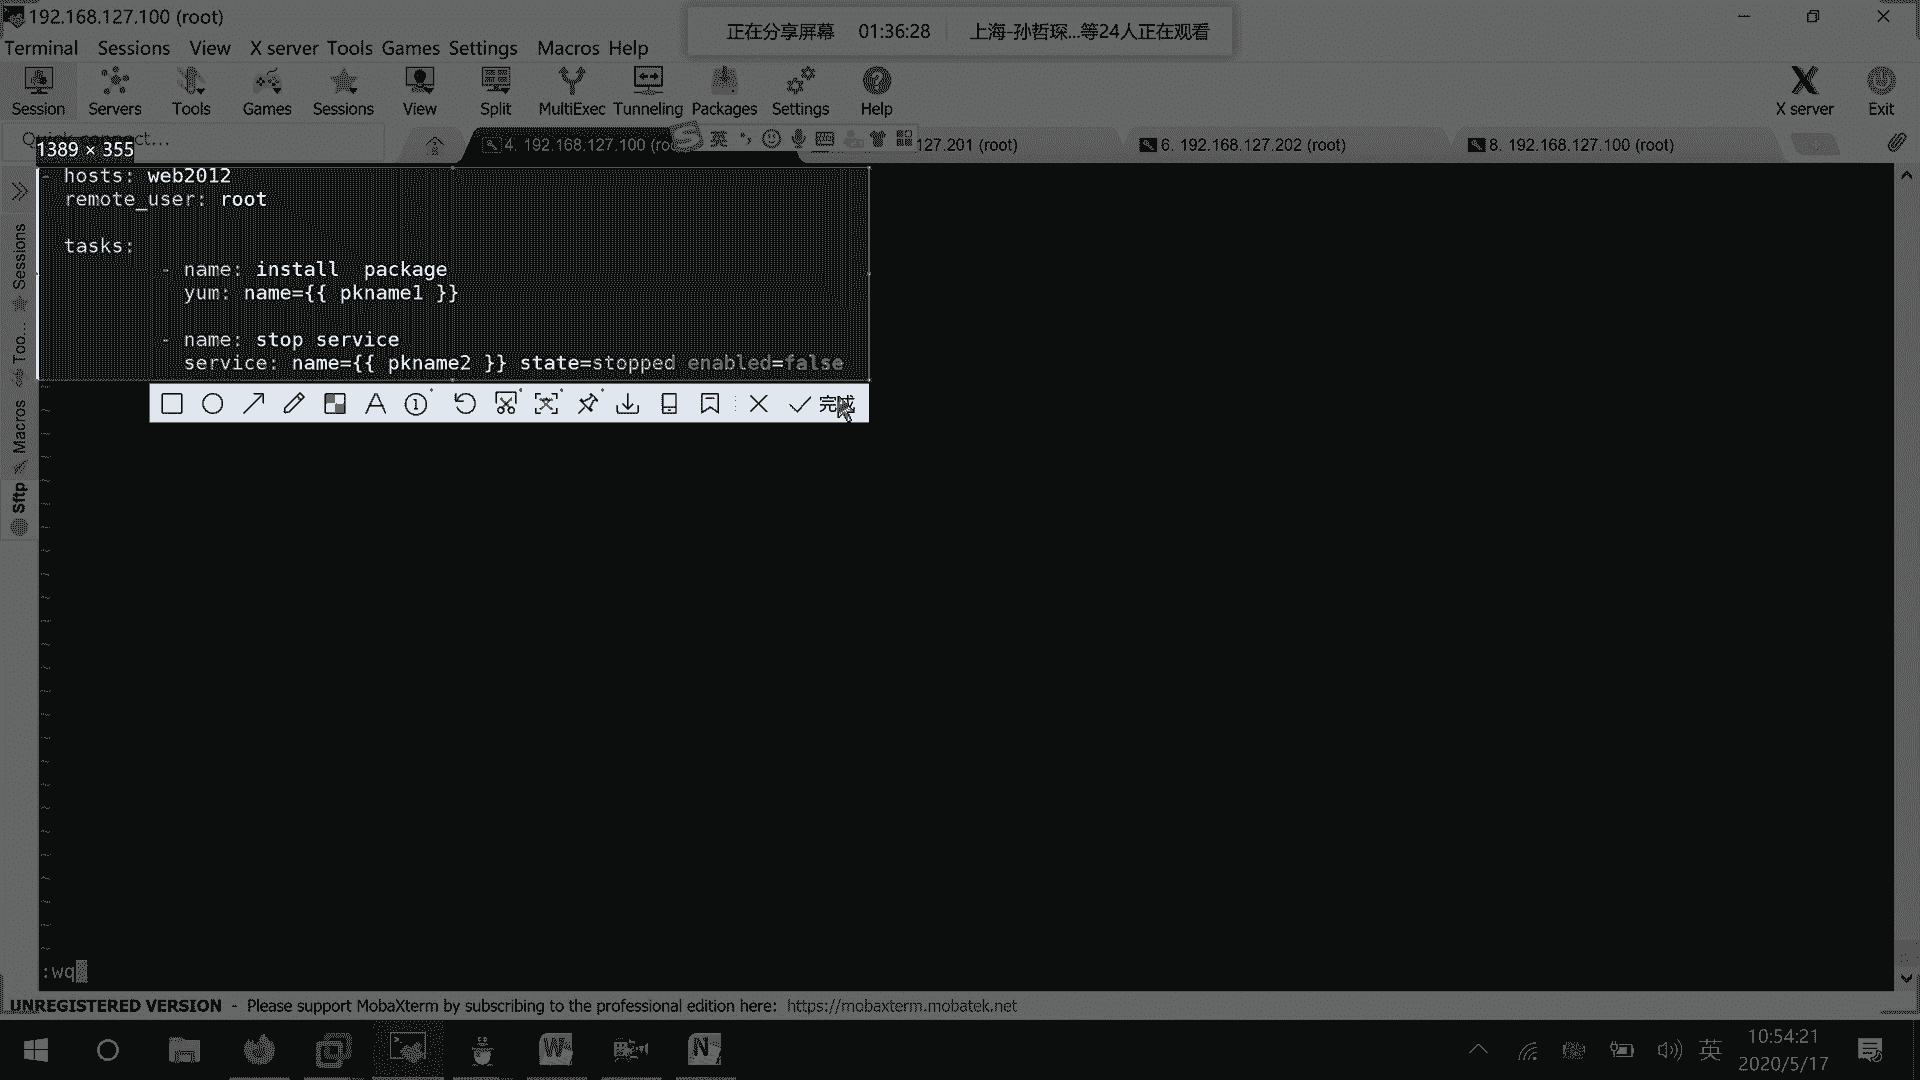 192.168.127.100 (root)
正在分享屏幕 01:36:28 上海-孙哲琛...等24人正在观看
Terminal Sessions View X server Tools Games Settings Macros Help
Session Servers Tools Games Sessions View Split MultiExec Tunneling Packages Settings Help X server Exit
Quick connect...
4. 192.168.127.100 (roo 英 127.201 (root) 6. 192.168.127.202 (root) 8. 192.168.127.100 (root)
1389 × 355
- hosts: web2012
remote_user: root
tasks:
- name: install  package
yum: name={{ pkname1 }}
- name: stop service
service: name={{ pkname2 }} state=stopped enabled=false
完成
Sessions
Too...
Macros
Sftp
:wq
UNREGISTERED VERSION - Please support MobaXterm by subscribing to the professional edition here: https://mobaxterm.mobatek.net
英
10:54:21
2020/5/17